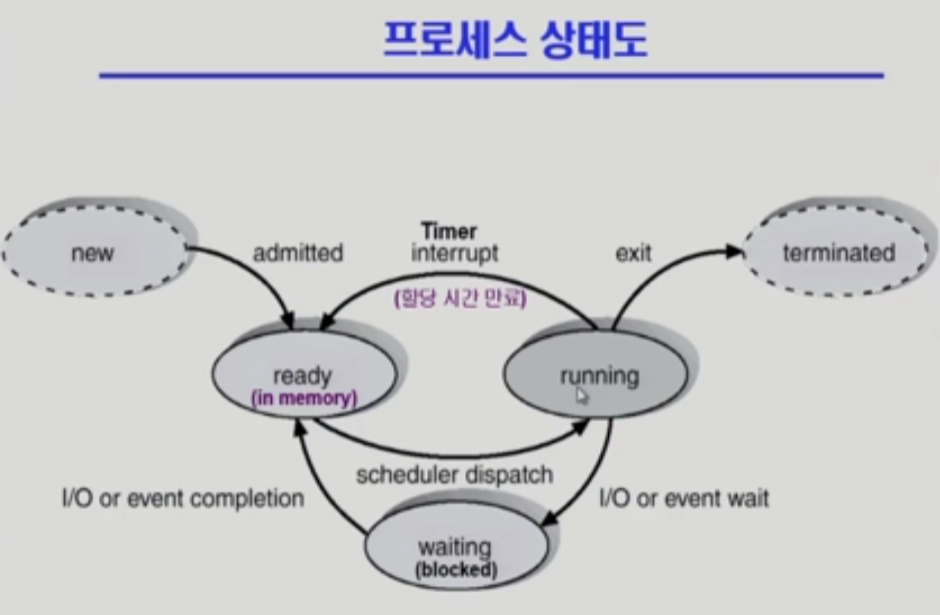 프로세스 상태도
new
admitted
Timer
interrupt
(할당 시간 만료)
exit
terminated
ready
(in memory)
running
scheduler dispatch
I/O or event completion
I/O or event wait
waiting
(blocked)